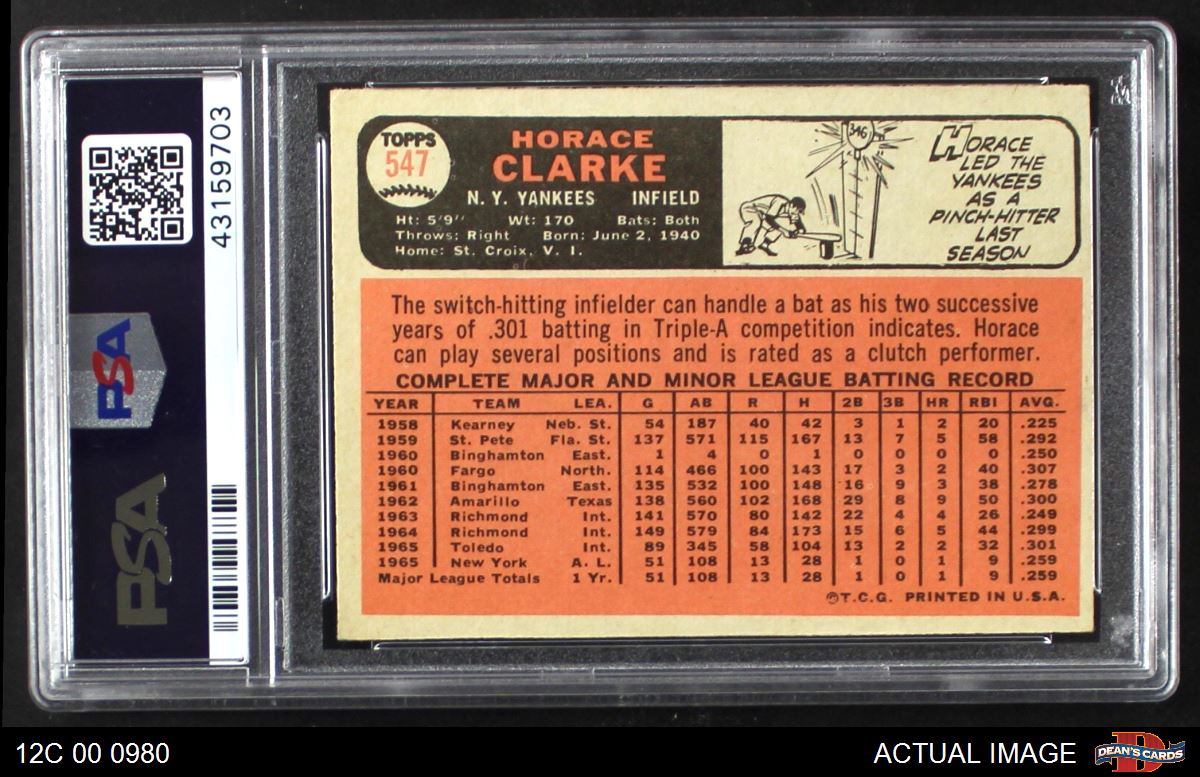 43159703
PSA
PSA
TOPPS
547
HORACE
CLARKE
N. Y. YANKEES INFIELD
Ht: 5'9" Wt: 170 Bats: Both
Throws: Right Born: June 2, 1940
Home: St. Croix, V. I.
346
HORACE
LED THE
YANKEES
AS A
PINCH-HITTER
LAST
SEASON
The switch-hitting infielder can handle a bat as his two successive
years of .301 batting in Triple-A competition indicates. Horace
can play several positions and is rated as a clutch performer.
COMPLETE MAJOR AND MINOR LEAGUE BATTING RECORD
YEAR TEAM LEA. G AB R H 2B 3B HR RBI AVG.
1958 Kearney Neb. St. 54 187 40 42 3 1 2 20 .225
1959 St. Pete Fla. St. 137 571 115 167 13 7 5 58 .292
1960 Binghamton East. 1 4 0 1 0 0 0 0 .250
1960 Fargo North. 114 466 100 143 17 3 2 40 .307
1961 Binghamton East. 135 532 100 148 16 9 3 38 .278
1962 Amarillo Texas 138 560 102 168 29 8 9 50 .300
1963 Richmond Int. 141 570 80 142 22 4 4 26 .249
1964 Richmond Int. 149 579 84 173 15 6 5 44 .299
1965 Toledo Int. 89 345 58 104 13 2 2 32 .301
1965 New York A. L. 51 108 13 28 1 0 1 9 .259
Major League Totals 1 Yr. 51 108 13 28 1 0 1 9 .259
©T.C.G. PRINTED IN U.S.A.
12C 00 0980
ACTUAL IMAGE
DEAN'S CARDS